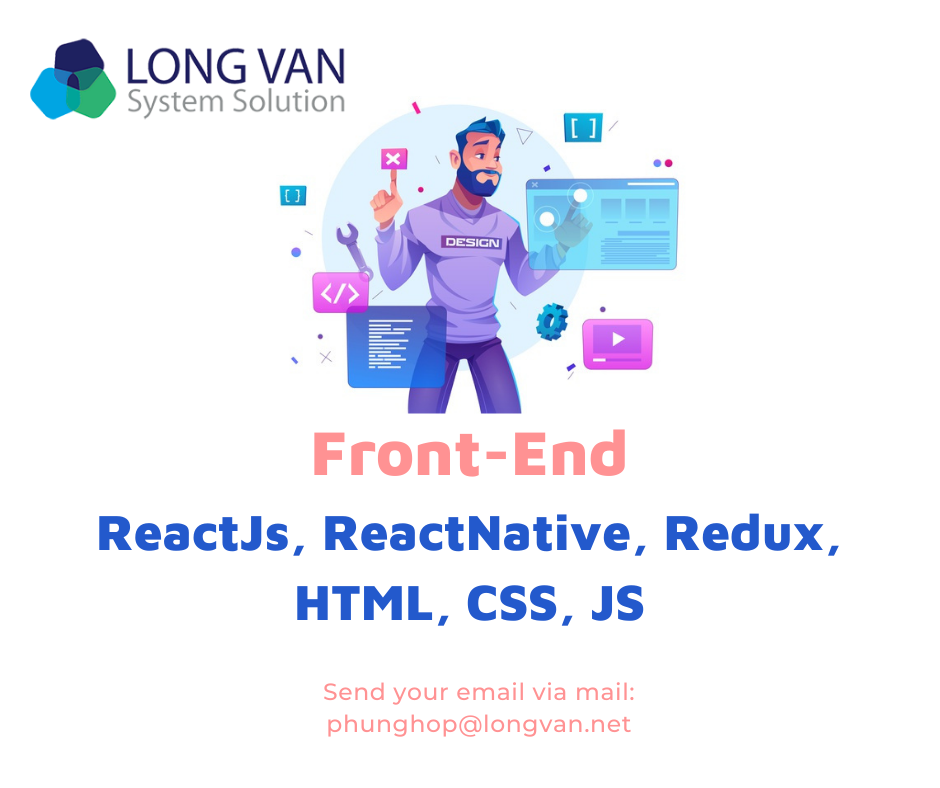 LONG VAN
System Solution
[ ]
[ ]
DESIGN
</>
Front-End
ReactJs, ReactNative, Redux,
HTML, CSS, JS
Send your email via mail:
phunghop@longvan.net